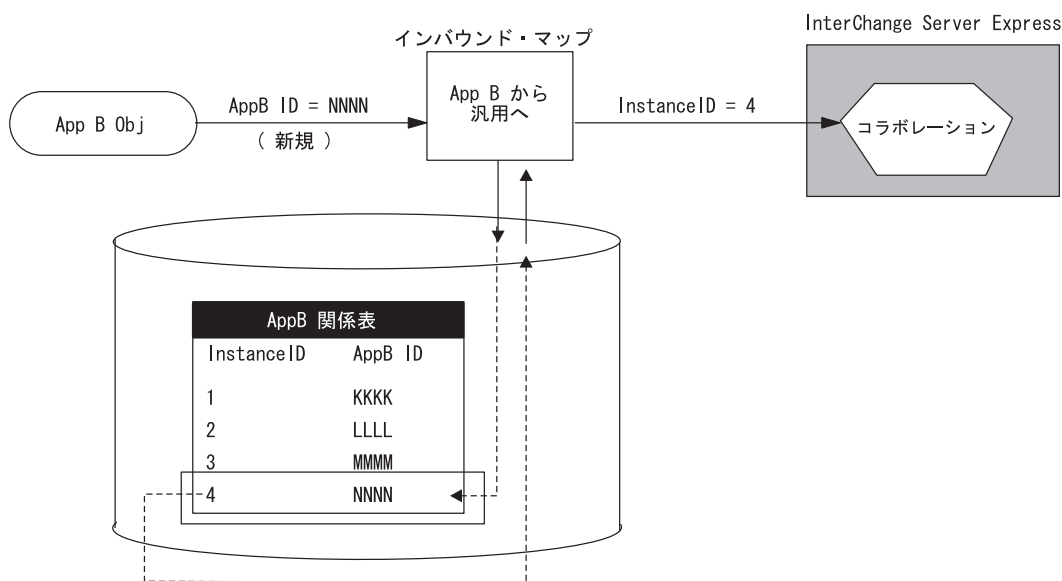 InterChange Server Express
インバウンド・マップ
App B Obj
AppB ID = NNNN
( 新規 )
App B から
汎用へ
InstanceID = 4
コラボレーション
AppB 関係表
InstanceID AppB ID
1 KKKK
2 LLLL
3 MMMM
4 NNNN